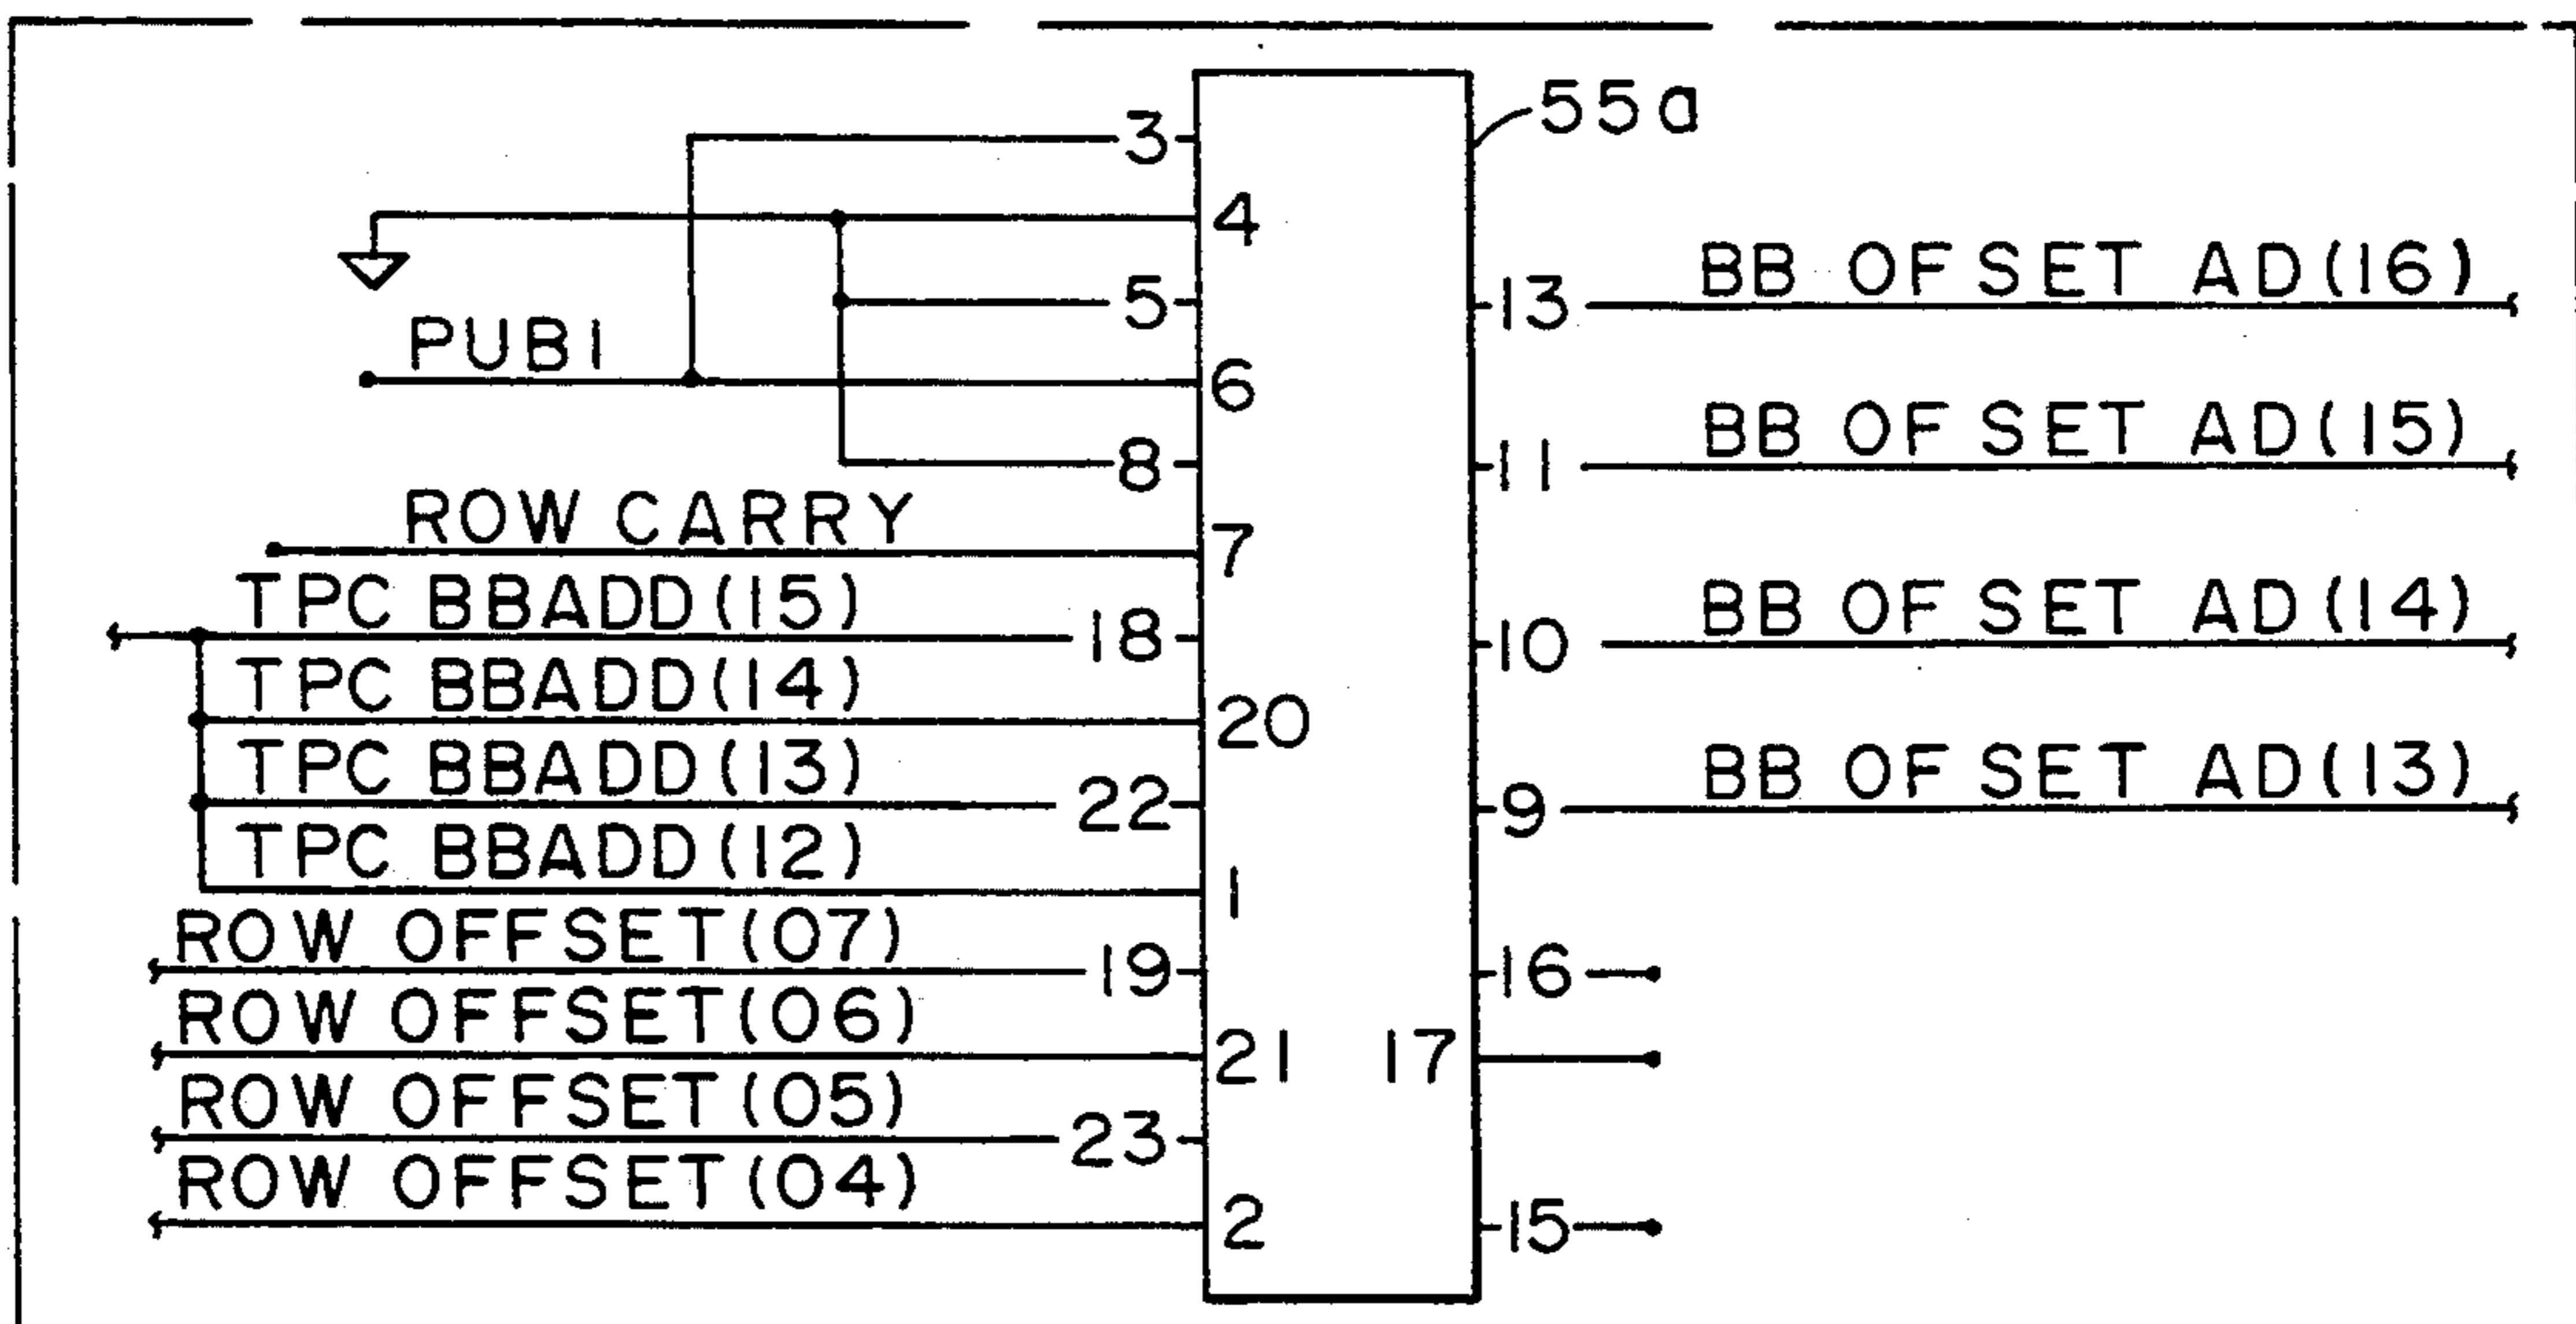 55a
3
4
BB OFSET AD(16)
5
13
PUB1
6
BB OFSET AD(15)
8
11
ROW CARRY
7
TPC BBADD(15)
BB OFSET AD(14)
18
10
TPC BBADD(14)
20
TPC BBADD(13)
BB OFSET AD(13)
22
9
TPC BBADD(12)
1
ROW OFFSET(07)
19
16
ROW OFFSET(06)
21
17
ROW OFFSET(05)
23
ROW OFFSET(04)
2
15